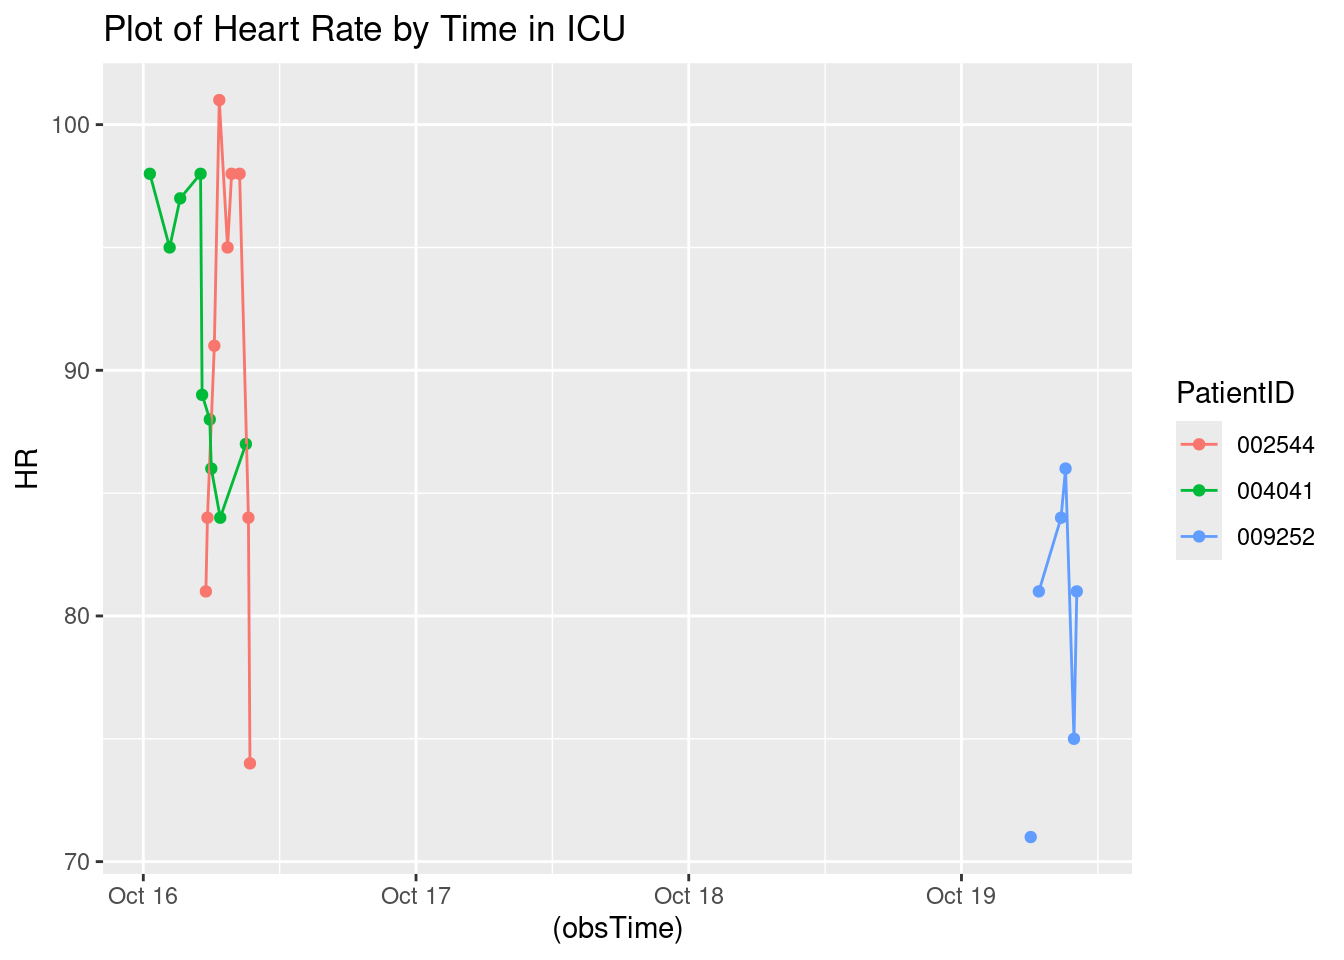 Plot of Heart Rate by Time in ICU
100
90
80
70
HR
Oct 16
Oct 17
Oct 18
Oct 19
(obsTime)
PatientID
002544
004041
009252